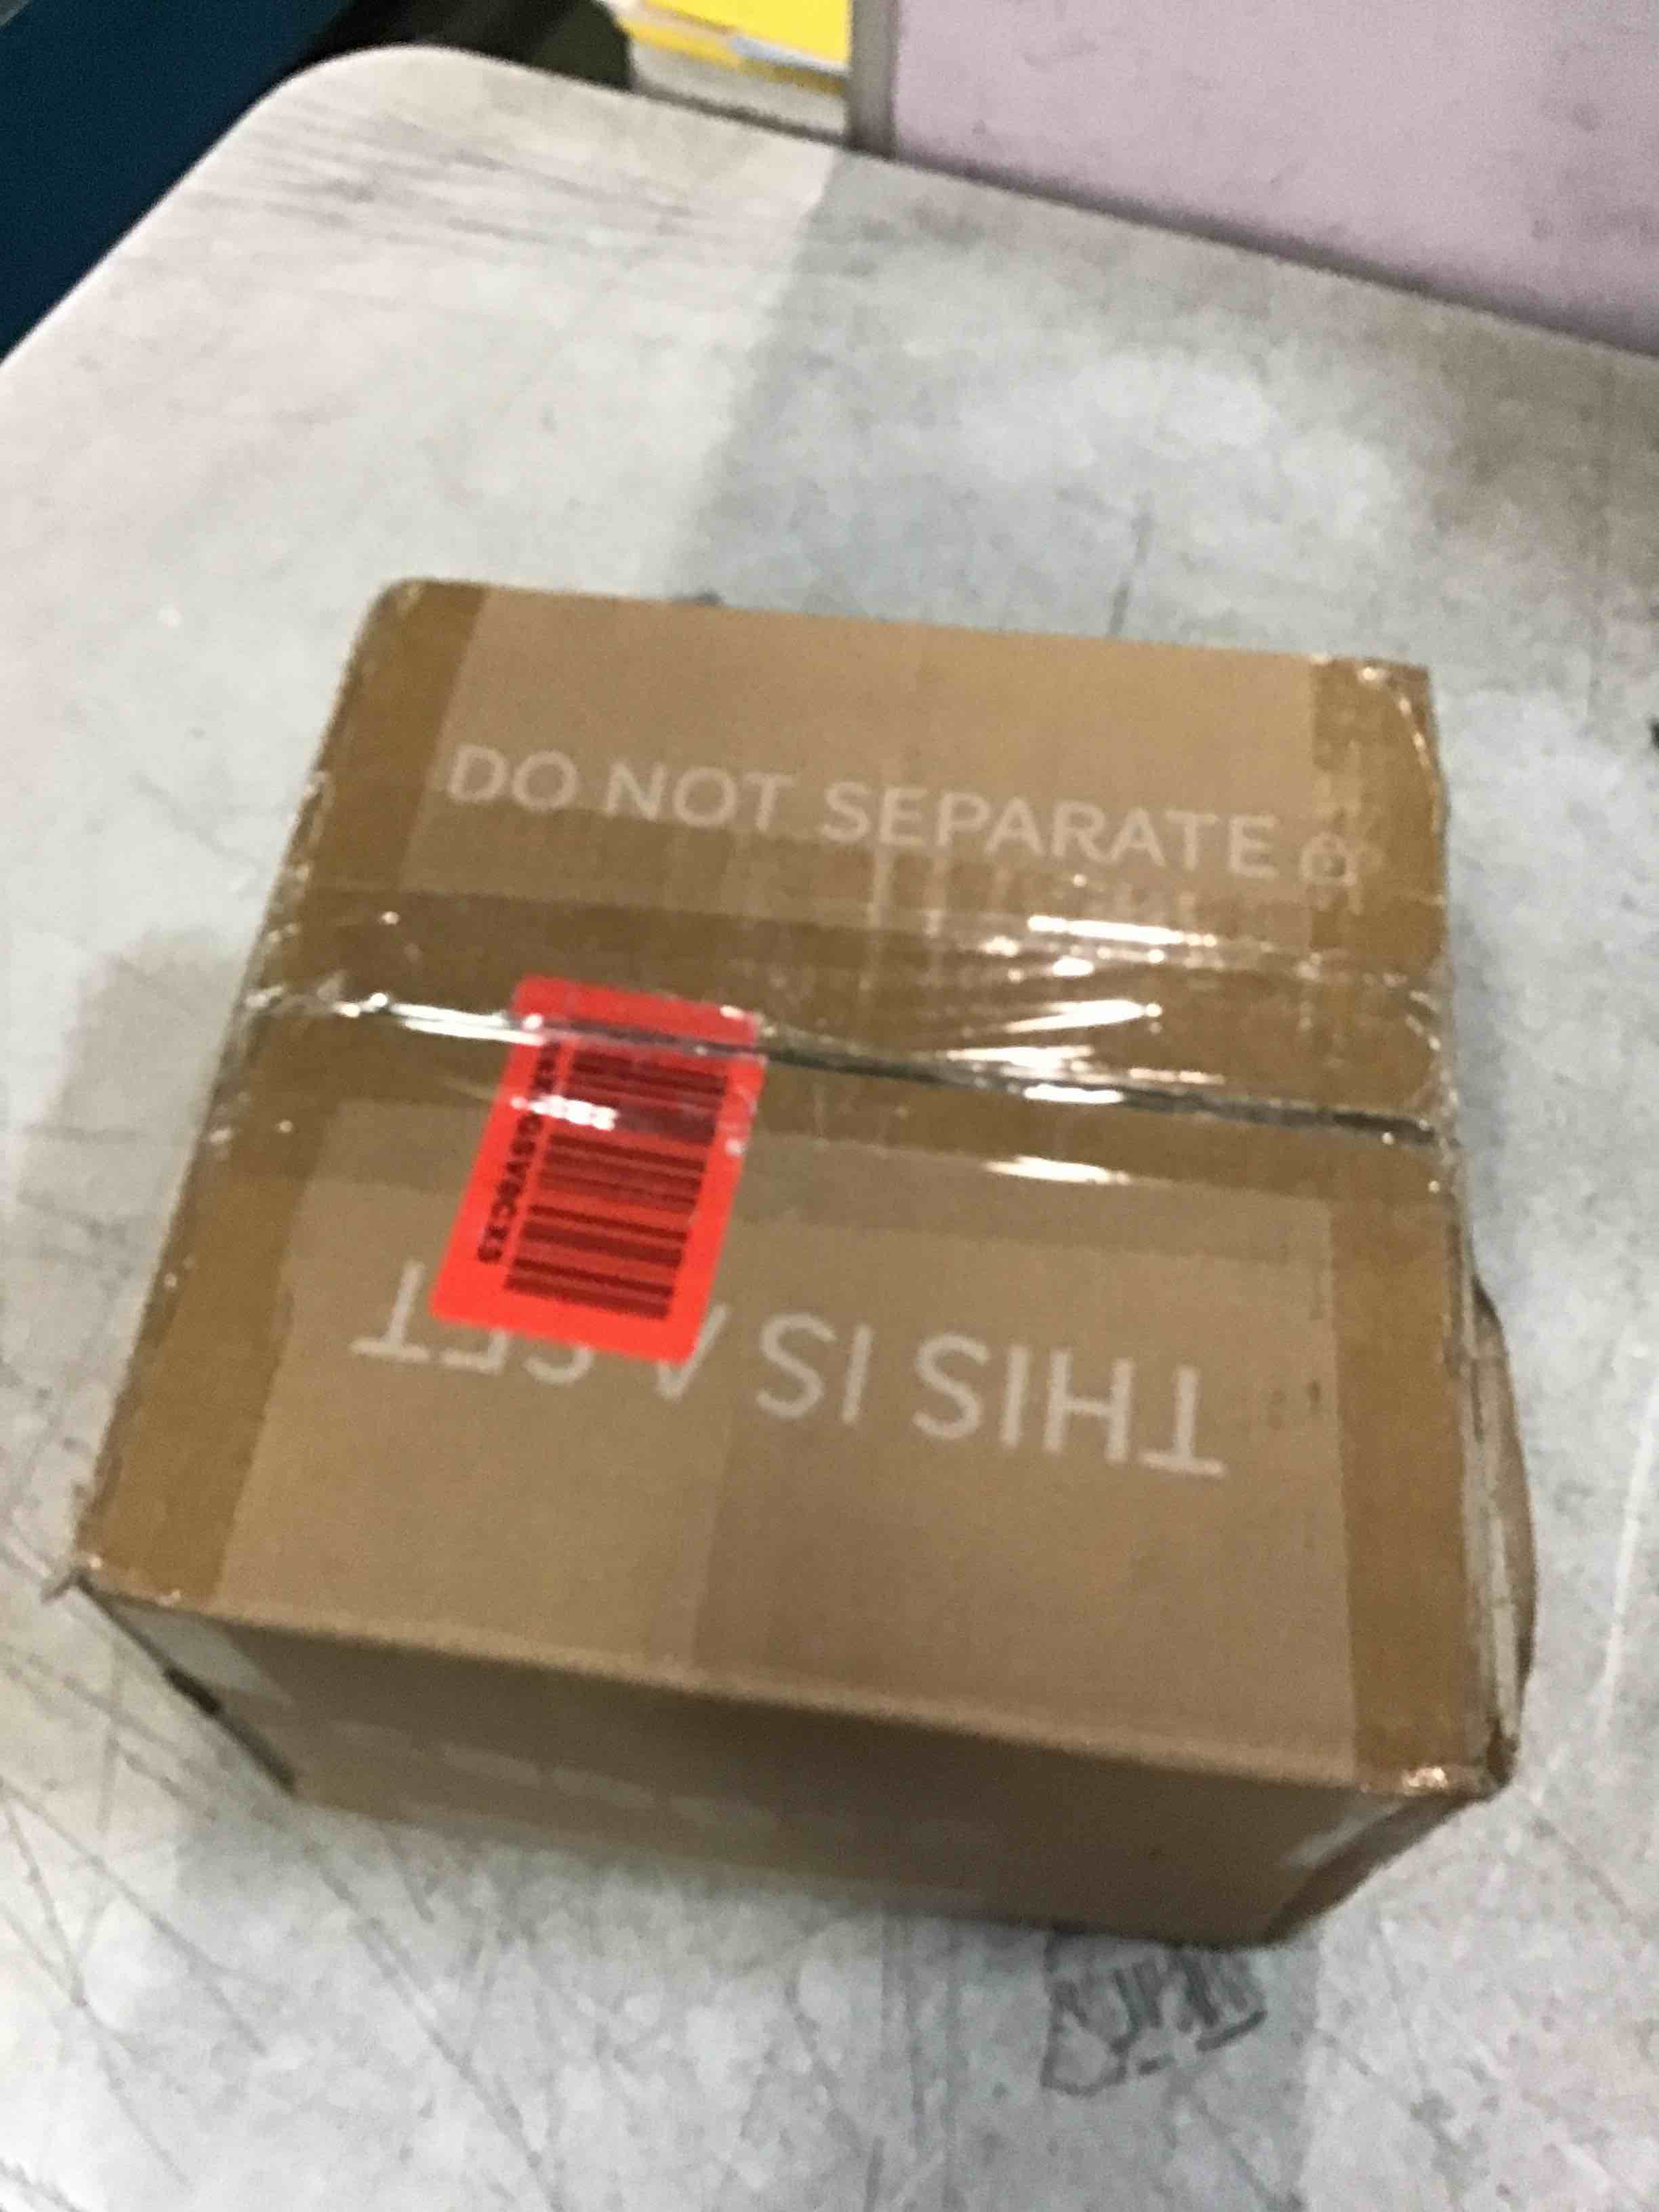 DO NOT SEPARATE
THIS IS A SET